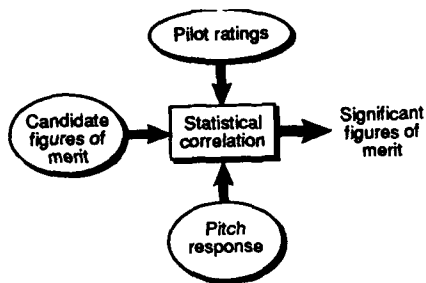 Pilot ratings
Candidate
figures of
merit
Statistical
correlation
Significant
figures of
merit
Pitch
response